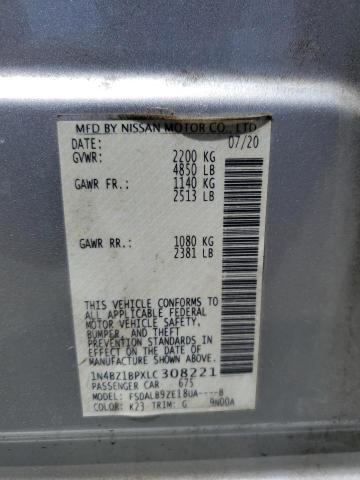 MFD BY NISSAN MOTOR CO., LTD
DATE: 07/20
GVWR: 2200 KG
4850 LB
GAWR FR.: 1140 KG
2513 LB
GAWR RR.: 1080 KG
2381 LB
THIS VEHICLE CONFORMS TO
ALL APPLICABLE FEDERAL
MOTOR VEHICLE SAFETY,
BUMPER, AND THEFT
PREVENTION STANDARDS IN
EFFECT ON THE DATE OF
MANUFACTURE SHOWN ABOVE.
1N4BZ1BPXLC308221
PASSENGER CAR 675
MODEL: FSDALB9ZE18UA----B
COLOR: K23 TRIM: G 9N00A